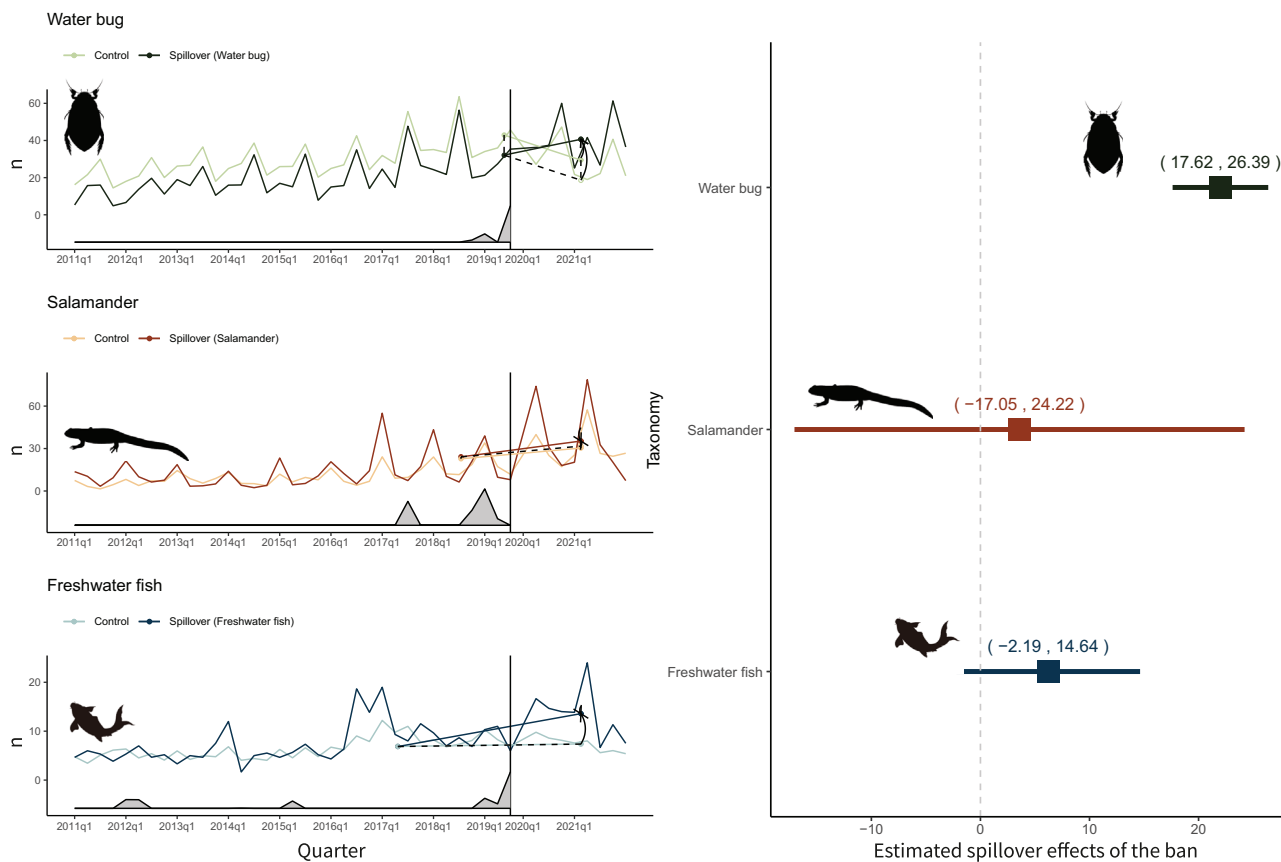 Water bug
Control Spillover (Water bug)
60
40
20
0
n
2011q1 2012q1 2013q1 2014q1 2015q1 2016q1 2017q1 2018q1 2019q1 2020q1 2021q1
Salamander
Control Spillover (Salamander)
60
30
0
n
2011q1 2012q1 2013q1 2014q1 2015q1 2016q1 2017q1 2018q1 2019q1 2020q1 2021q1
Freshwater fish
Control Spillover (Freshwater fish)
20
10
0
n
2011q1 2012q1 2013q1 2014q1 2015q1 2016q1 2017q1 2018q1 2019q1 2020q1 2021q1
Quarter
Taxonomy
( 17.62 , 26.39 )
Water bug
( −17.05 , 24.22 )
Salamander
( −2.19 , 14.64 )
Freshwater fish
−10 0 10 20
Estimated spillover effects of the ban